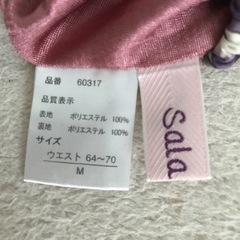 品番 60317
品質表示
表地 ポリエステル 100%
裏地 ポリエステル 100%
サイズ
ウエスト 64～70
M
Sala